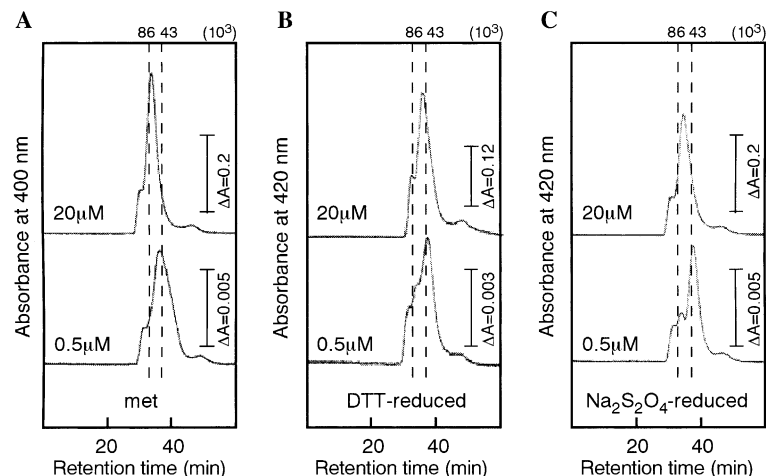 A
86 43 (10³)
Absorbance at 400 nm
20μM
ΔA=0.2
0.5μM
ΔA=0.005
met
20 40
Retention time (min)
B
86 43 (10³)
Absorbance at 420 nm
20μM
ΔA=0.12
0.5μM
ΔA=0.003
DTT-reduced
20 40
Retention time (min)
C
86 43 (10³)
Absorbance at 420 nm
20μM
ΔA=0.2
0.5μM
ΔA=0.005
Na₂S₂O₄-reduced
20 40
Retention time (min)